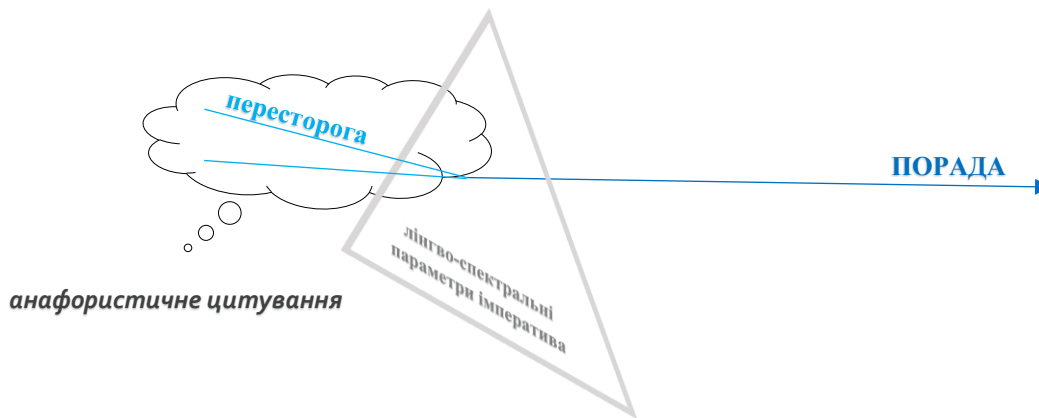 пересторога
ПОРАДА
лінгво-спектральні
параметри імператива
анафористичне цитування